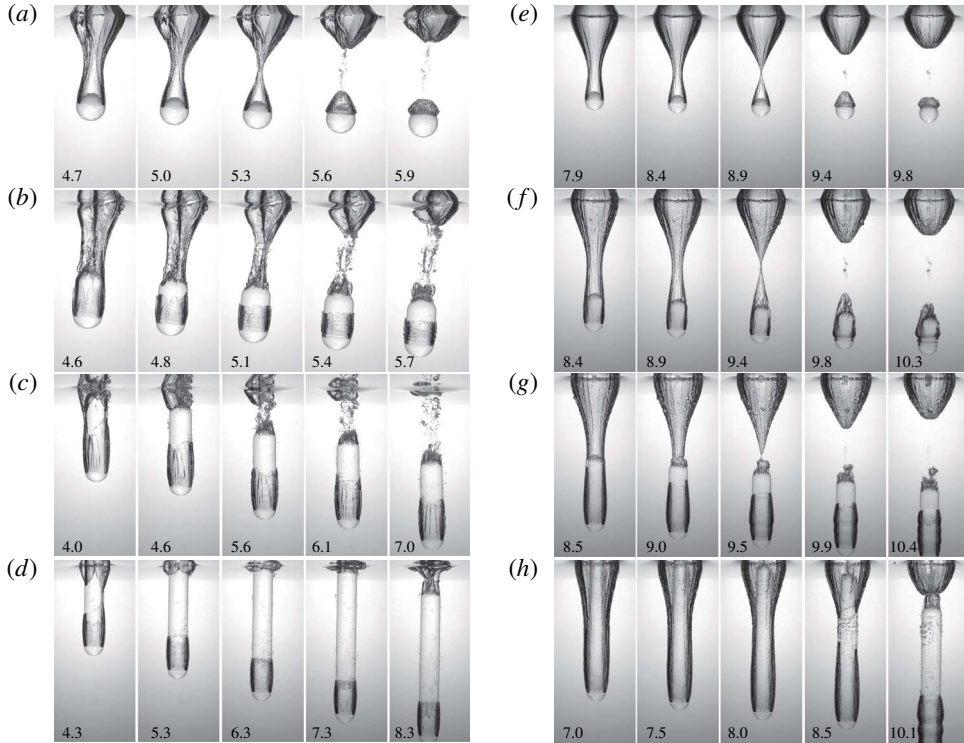 (a)
4.7 5.0 5.3 5.6 5.9
(b)
4.6 4.8 5.1 5.4 5.7
(c)
4.0 4.6 5.6 6.1 7.0
(d)
4.3 5.3 6.3 7.3 8.3
(e)
7.9 8.4 8.9 9.4 9.8
(f)
8.4 8.9 9.4 9.8 10.3
(g)
8.5 9.0 9.5 9.9 10.4
(h)
7.0 7.5 8.0 8.5 10.1